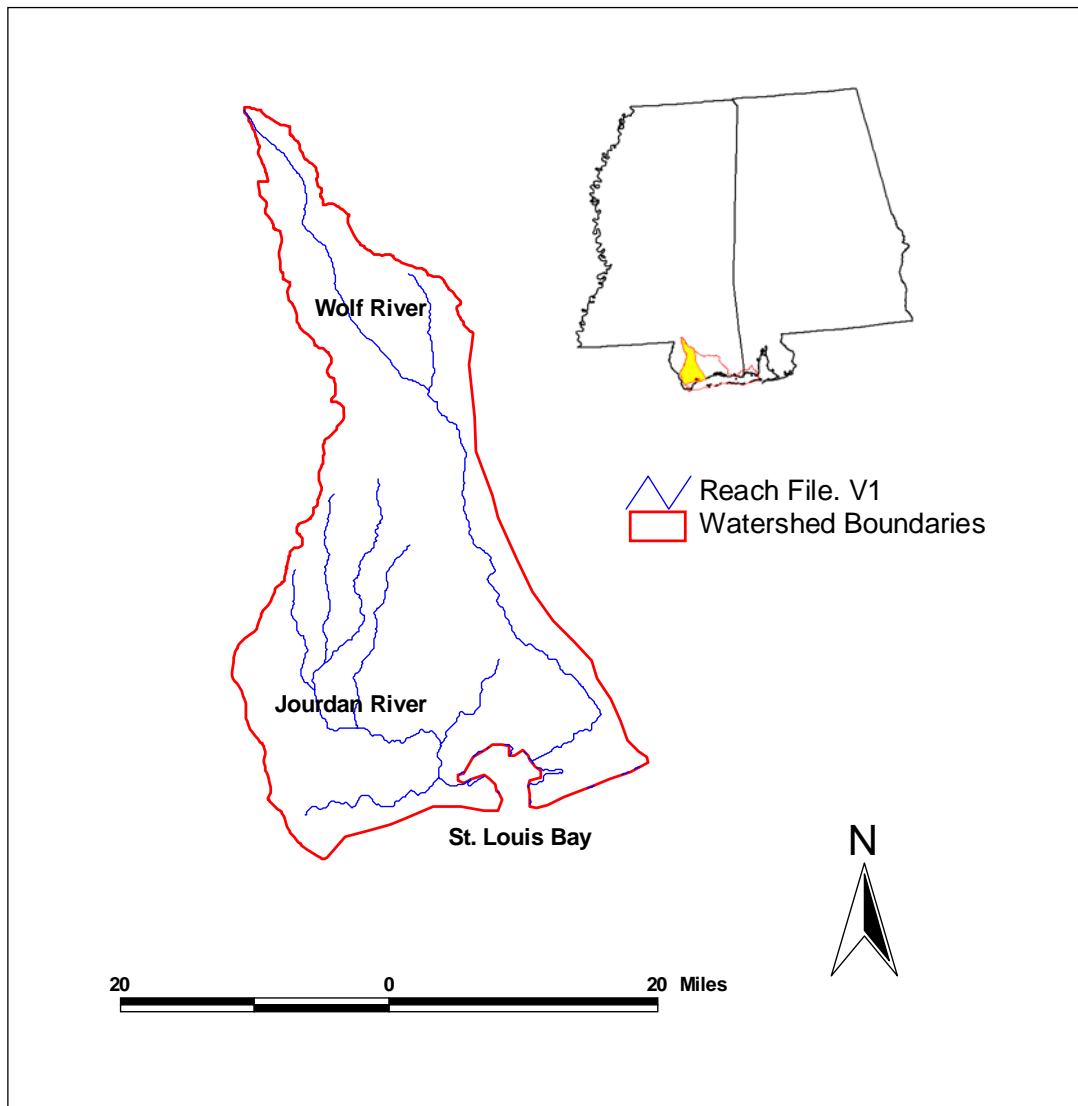 Wolf River
Reach File. V1
Watershed Boundaries
Jourdan River
St. Louis Bay
N
20 0 20 Miles